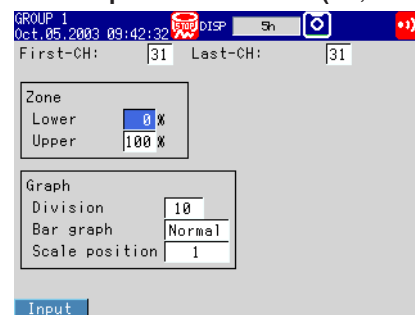 GROUP 1
Oct.05.2003 09:42:32 STOP DISP 5h
First-CH: 31 Last-CH: 31
Zone
Lower 0 %
Upper 100 %
Graph
Division 10
Bar graph Normal
Scale position 1
Input